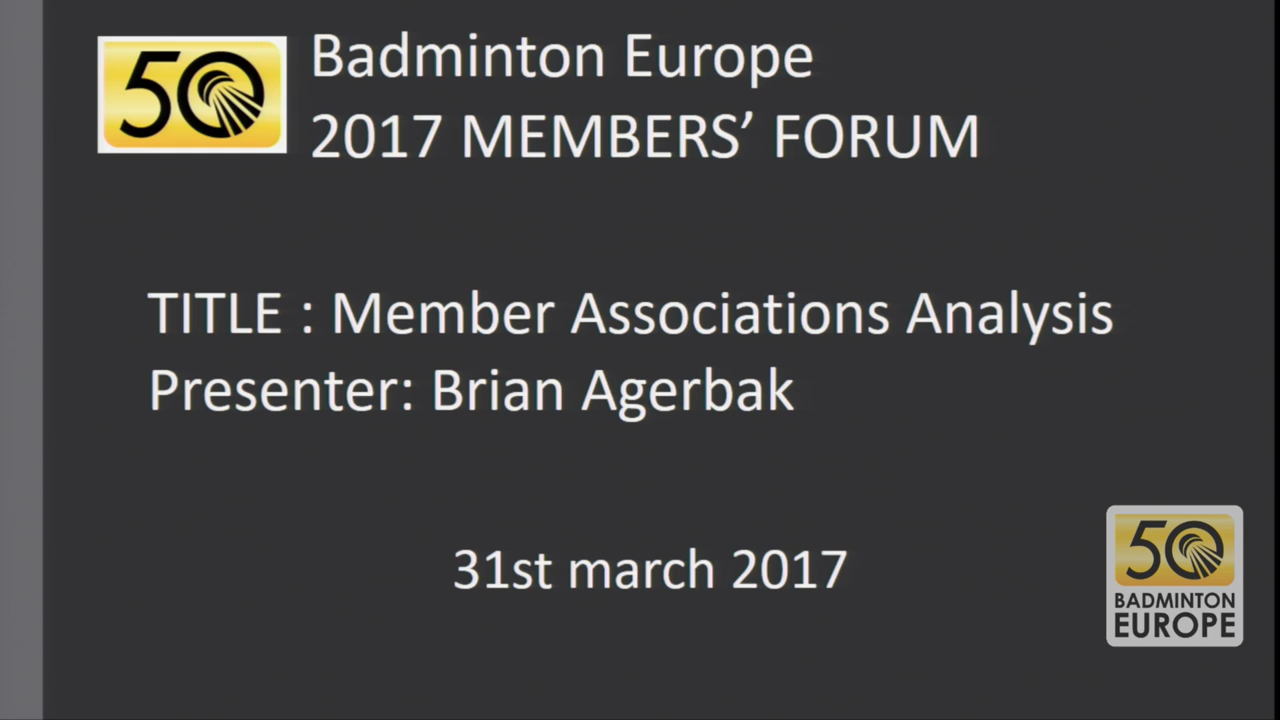 50
Badminton Europe
2017 MEMBERS’ FORUM
TITLE : Member Associations Analysis
Presenter: Brian Agerbak
31st march 2017
50
BADMINTON
EUROPE